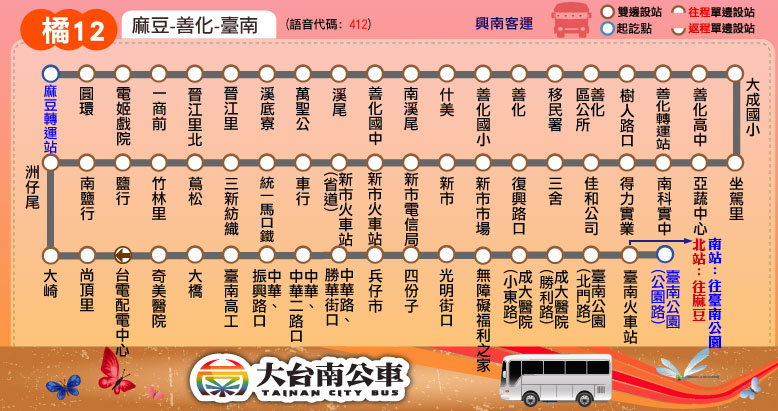 橘12
麻豆-善化-臺南
(語音代碼: 412)
興南客運
雙邊設站
往程單邊設站
起訖點
返程單邊設站
麻豆轉運站
圓環
電姬戲院
一商前
晉江里北
晉江里
溪底寮
萬聖公
溪尾
善化國中
南溪尾
什美
善化國小
善化
移民署
善化區公所
樹人路口
善化轉運站
善化高中
大成國小
坐駕里
亞蔬中心
南科實中
得力實業
佳和公司
三舍
復興路口
新市市場
新市
新市電信局
新市火車站
新市火車站(省道)
車行
統一馬口鐵
三新紡織
蔦松
竹林里
鹽行
南鹽行
洲仔尾
大崎
尚頂里
台電配電中心
奇美醫院
大橋
臺南高工
中華、振興路口
中華、中華二路口
中華路、勝華街口
兵仔市
四份子
光明街口
無障礙福利之家
成大醫院(小東路)
成大醫院(勝利路)
臺南公園(北門路)
臺南火車站
臺南公園(公園路)
南站：往臺南公園
北站：往麻豆
大台南公車
TAINAN CITY BUS